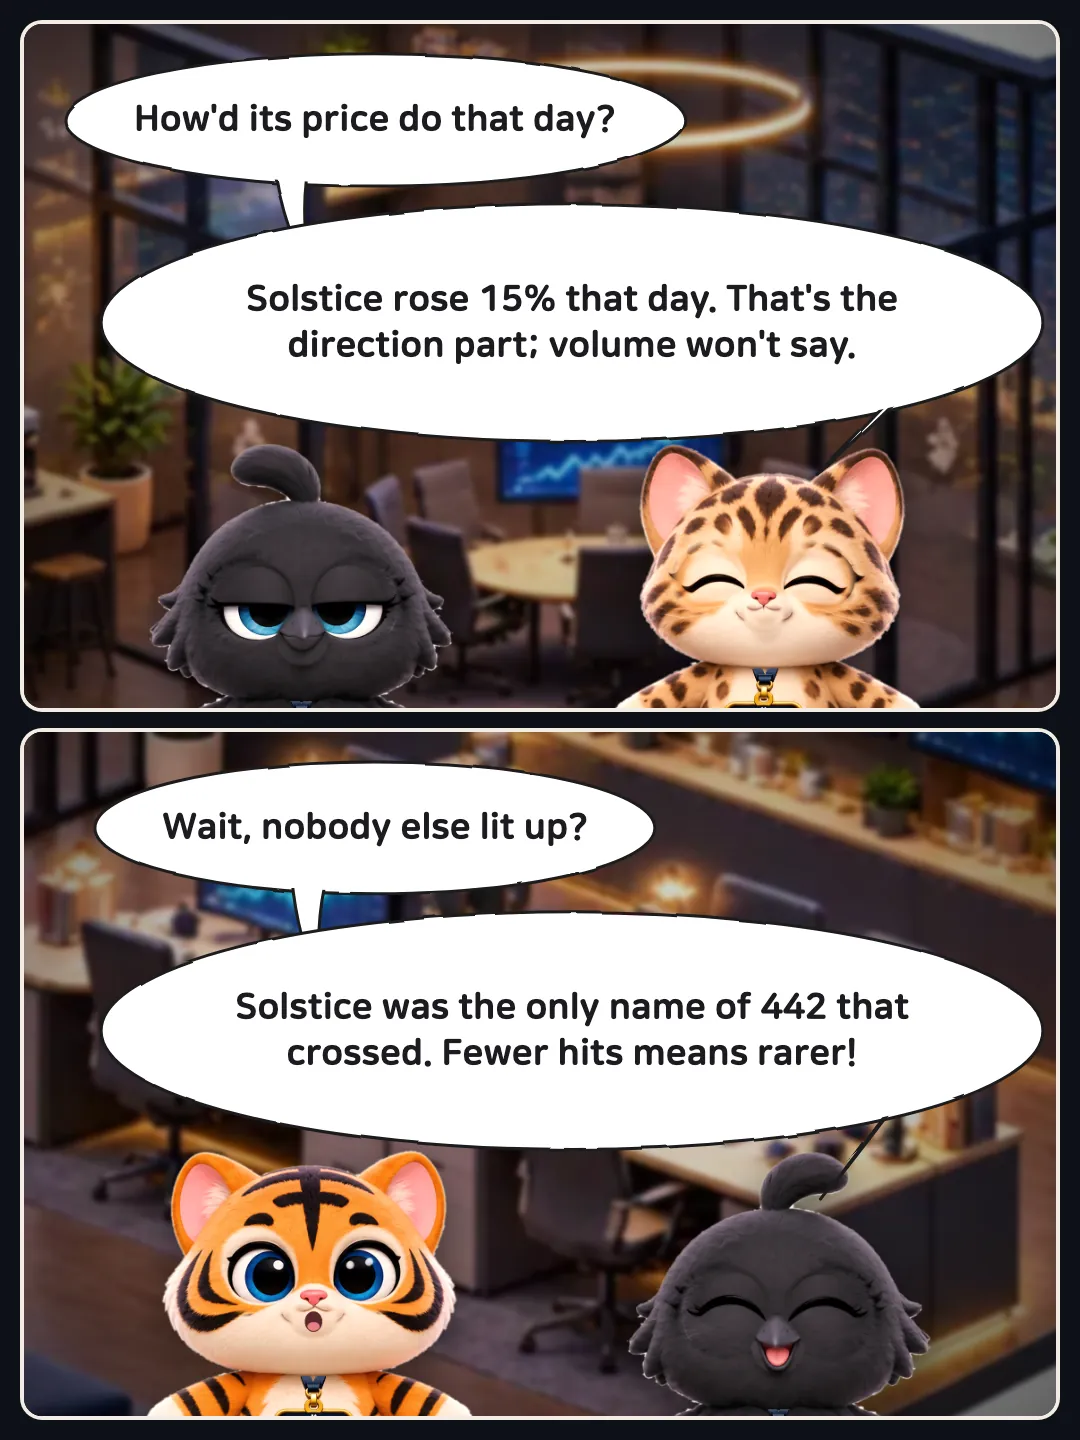 How'd its price do that day?
Solstice rose 15% that day. That's the
direction part; volume won't say.
Wait, nobody else lit up?
Solstice was the only name of 442 that
crossed. Fewer hits means rarer!